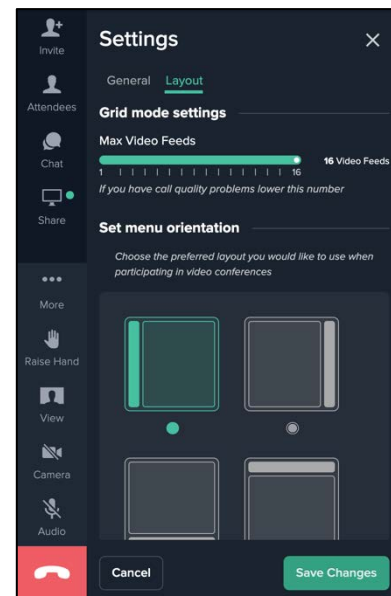 Invite
Attendees
Chat
Share
More
Raise Hand
View
Camera
Audio
Settings
General Layout
Grid mode settings
Max Video Feeds
16 Video Feeds
1 16
If you have call quality problems lower this number
Set menu orientation
Choose the preferred layout you would like to use when
participating in video conferences
Cancel Save Changes